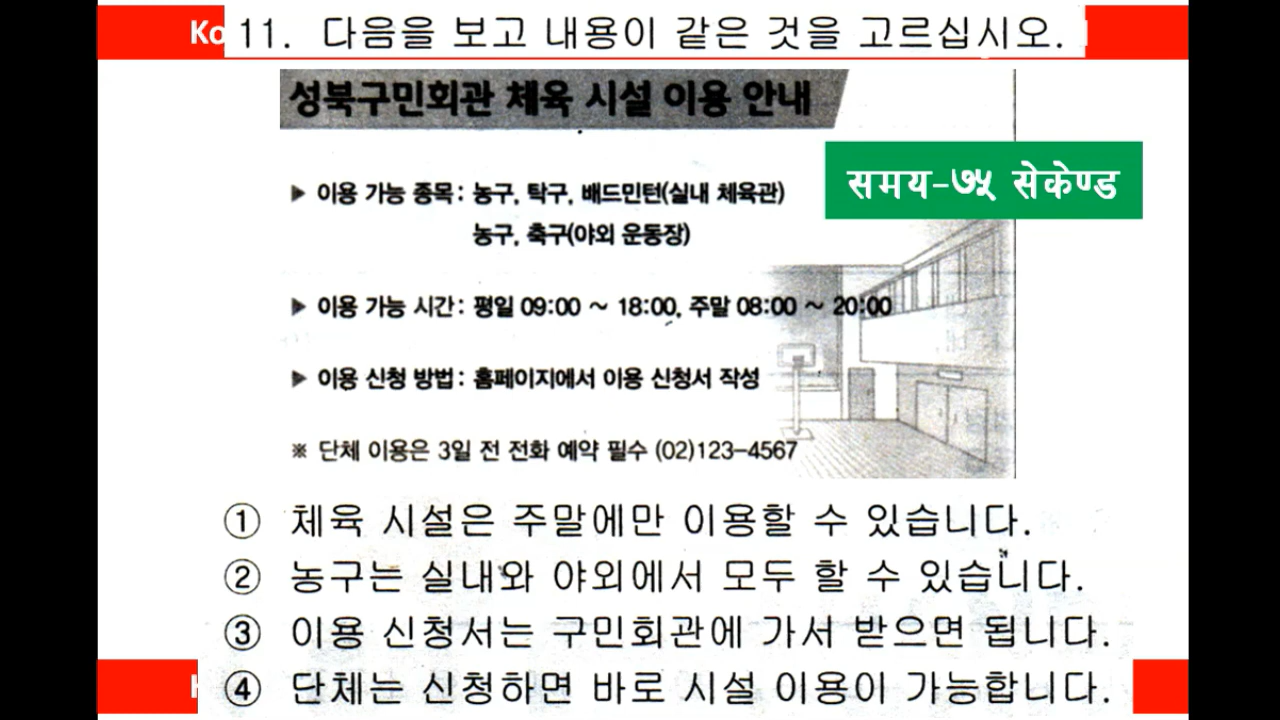 Ko
11. 다음을 보고 내용이 같은 것을 고르십시오.
성북구민회관 체육 시설 이용 안내
समय-७५ सेकेण्ड
▶ 이용 가능 종목: 농구, 탁구, 배드민턴(실내 체육관)
농구, 축구(야외 운동장)
▶ 이용 가능 시간: 평일 09:00 ~ 18:00, 주말 08:00 ~ 20:00
▶ 이용 신청 방법: 홈페이지에서 이용 신청서 작성
※ 단체 이용은 3일 전 전화 예약 필수 (02)123-4567
① 체육 시설은 주말에만 이용할 수 있습니다.
② 농구는 실내와 야외에서 모두 할 수 있습니다.
③ 이용 신청서는 구민회관에 가서 받으면 됩니다.
④ 단체는 신청하면 바로 시설 이용이 가능합니다.